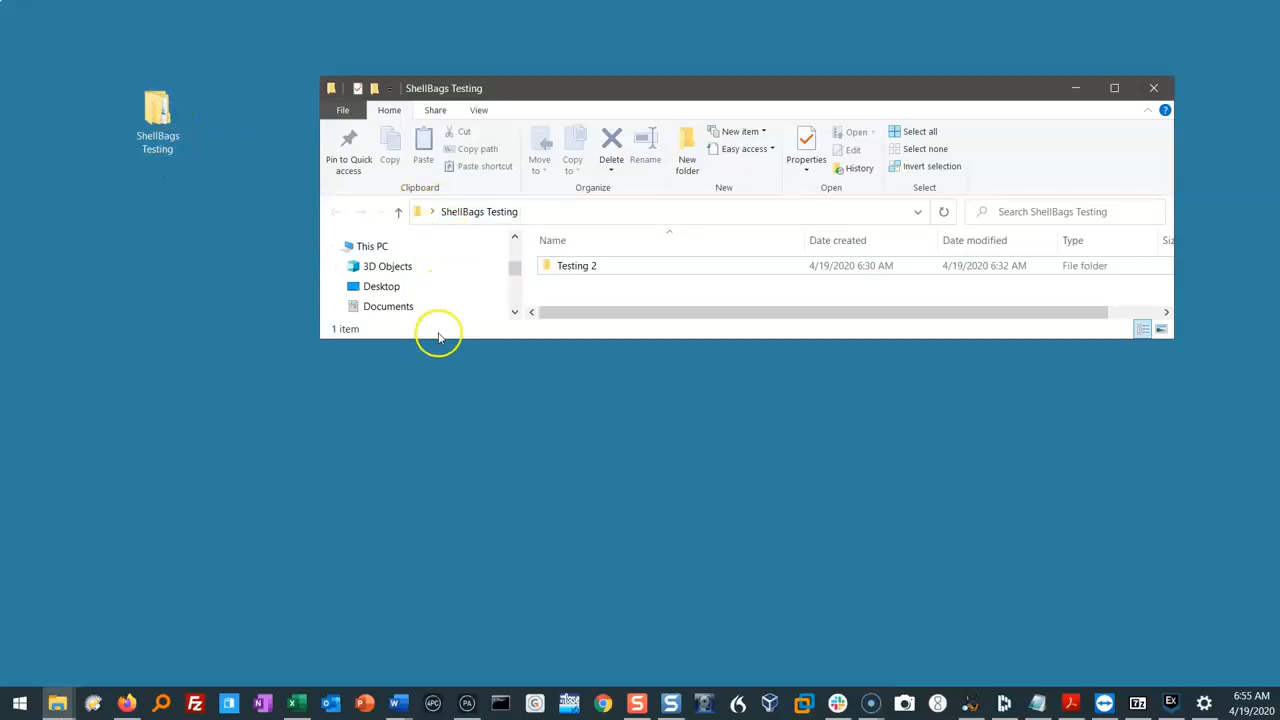 ShellBags
Testing
ShellBags Testing
File Home Share View
Pin to Quick
access
Copy
Paste
Cut
Copy path
Paste shortcut
Clipboard
Move
to
Copy
to
Delete
Rename
Organize
New
folder
New item
Easy access
New
Properties
Open
Edit
History
Open
Select all
Select none
Invert selection
Select
ShellBags Testing
Search ShellBags Testing
This PC
3D Objects
Desktop
Documents
Name Date created Date modified Type Siz
Testing 2 4/19/2020 6:30 AM 4/19/2020 6:32 AM File folder
1 item
6:55 AM
4/19/2020